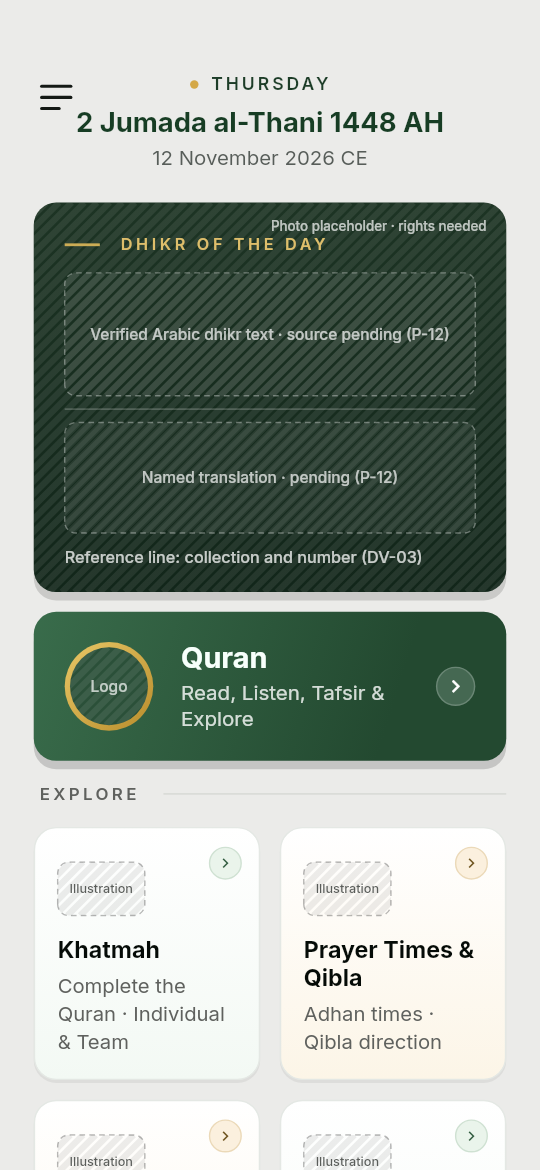 THURSDAY
2 Jumada al-Thani 1448 AH
12 November 2026 CE
Photo placeholder · rights needed
DHIKR OF THE DAY
Verified Arabic dhikr text · source pending (P-12)
Named translation · pending (P-12)
Reference line: collection and number (DV-03)
Logo
Quran
Read, Listen, Tafsir &
Explore
EXPLORE
Illustration
Khatmah
Complete the
Quran · Individual
& Team
Illustration
Prayer Times &
Qibla
Adhan times ·
Qibla direction
Illustration
Illustration